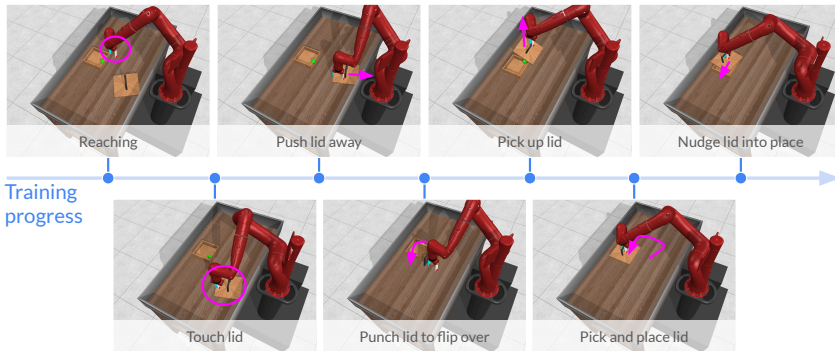 Reaching
Push lid away
Pick up lid
Nudge lid into place
Training
progress
Touch lid
Punch lid to flip over
Pick and place lid